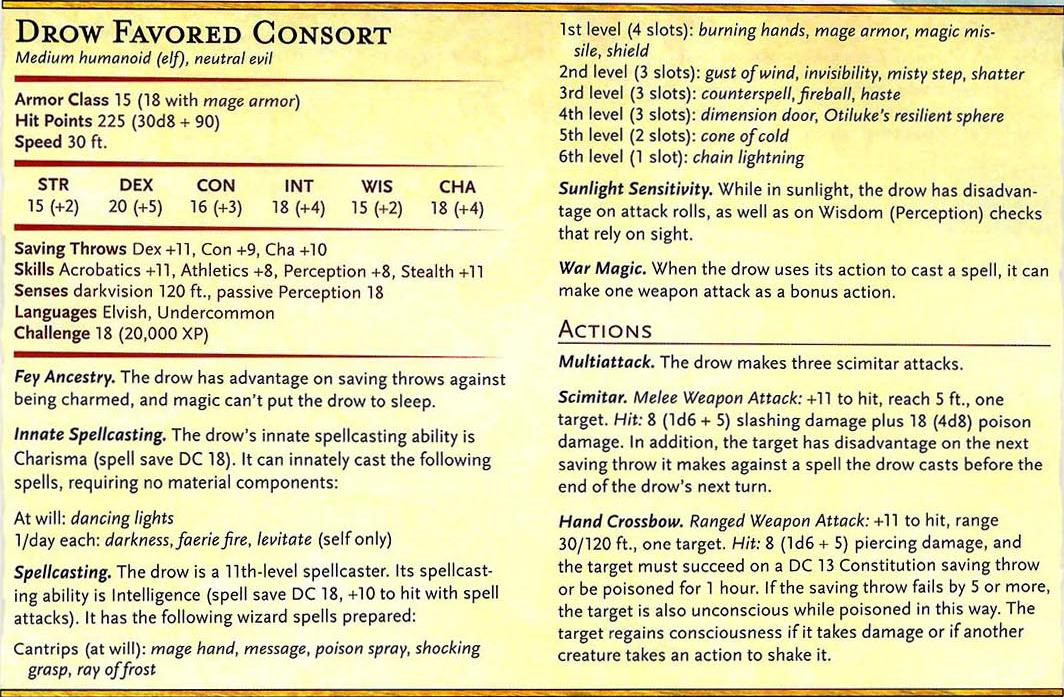 DROW FAVORED CONSORT
Medium humanoid (elf), neutral evil
Armor Class 15 (18 with mage armor)
Hit Points 225 (30d8 + 90)
Speed 30 ft.
STR DEX CON INT WIS CHA
15 (+2) 20 (+5) 16 (+3) 18 (+4) 15 (+2) 18 (+4)
Saving Throws Dex +11, Con +9, Cha +10
Skills Acrobatics +11, Athletics +8, Perception +8, Stealth +11
Senses darkvision 120 ft., passive Perception 18
Languages Elvish, Undercommon
Challenge 18 (20,000 XP)
Fey Ancestry. The drow has advantage on saving throws against
being charmed, and magic can't put the drow to sleep.
Innate Spellcasting. The drow's innate spellcasting ability is
Charisma (spell save DC 18). It can innately cast the following
spells, requiring no material components:
At will: dancing lights
1/day each: darkness, faerie fire, levitate (self only)
Spellcasting. The drow is a 11th-level spellcaster. Its spellcast-
ing ability is Intelligence (spell save DC 18, +10 to hit with spell
attacks). It has the following wizard spells prepared:
Cantrips (at will): mage hand, message, poison spray, shocking
grasp, ray of frost
1st level (4 slots): burning hands, mage armor, magic mis-
sile, shield
2nd level (3 slots): gust of wind, invisibility, misty step, shatter
3rd level (3 slots): counterspell, fireball, haste
4th level (3 slots): dimension door, Otiluke's resilient sphere
5th level (2 slots): cone of cold
6th level (1 slot): chain lightning
Sunlight Sensitivity. While in sunlight, the drow has disadvan-
tage on attack rolls, as well as on Wisdom (Perception) checks
that rely on sight.
War Magic. When the drow uses its action to cast a spell, it can
make one weapon attack as a bonus action.
ACTIONS
Multiattack. The drow makes three scimitar attacks.
Scimitar. Melee Weapon Attack: +11 to hit, reach 5 ft., one
target. Hit: 8 (1d6 + 5) slashing damage plus 18 (4d8) poison
damage. In addition, the target has disadvantage on the next
saving throw it makes against a spell the drow casts before the
end of the drow's next turn.
Hand Crossbow. Ranged Weapon Attack: +11 to hit, range
30/120 ft., one target. Hit: 8 (1d6 + 5) piercing damage, and
the target must succeed on a DC 13 Constitution saving throw
or be poisoned for 1 hour. If the saving throw fails by 5 or more,
the target is also unconscious while poisoned in this way. The
target regains consciousness if it takes damage or if another
creature takes an action to shake it.